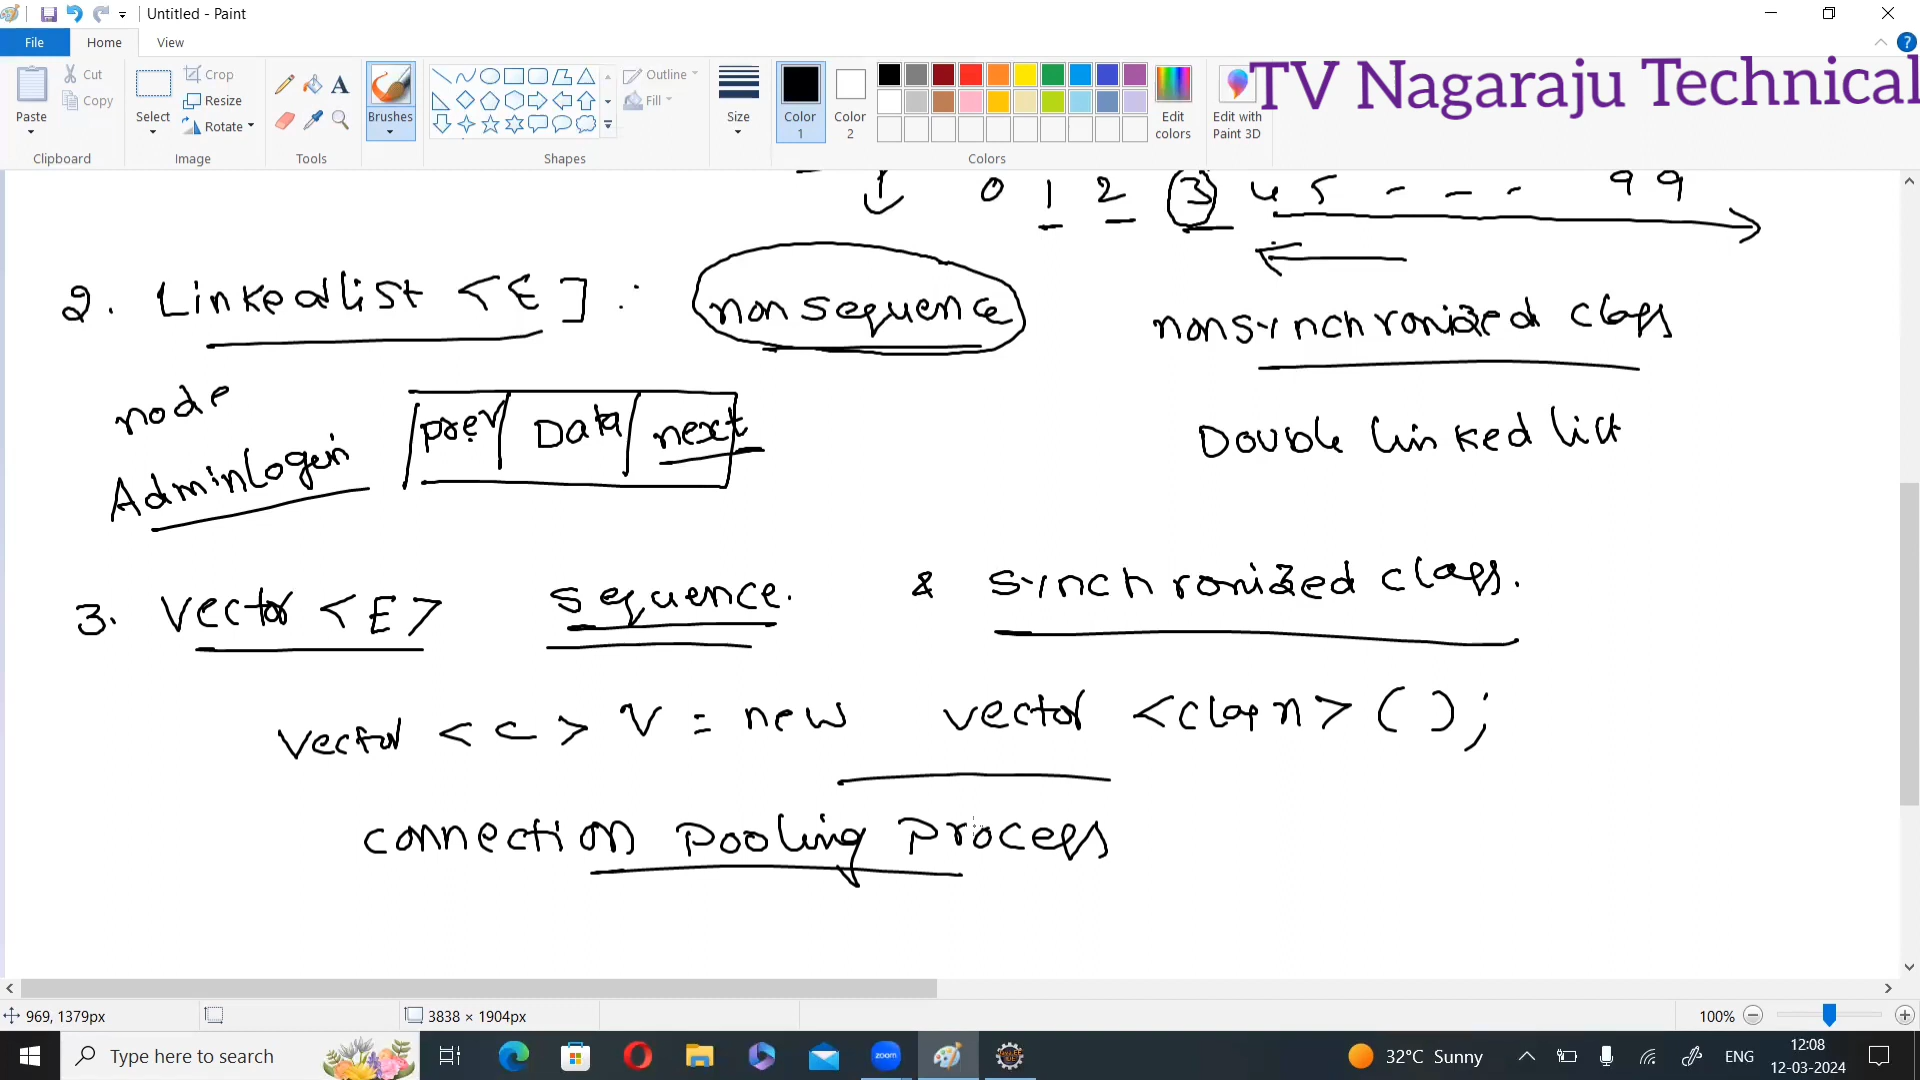 Untitled - Paint
File Home View
Paste Cut Copy Clipboard
Select Crop Resize Rotate Image
Tools
Brushes
Shapes Outline Fill
Size
Color 1 Color 2 Edit colors Edit with Paint 3D Colors
TV Nagaraju Technical
0 1 2 3 4 5 - - - 99
2. Linkedlist <E] : nonsequence nonsynchronized class
node prev Data next Double linked list
AdminLogein
3. Vector <E> sequence. & synchronized class.
vector <c> V = new vector <clasn> ( );
connection pooling process
969, 1379px 3838 × 1904px 100%
Type here to search zoom 32°C Sunny ENG 12:08 12-03-2024